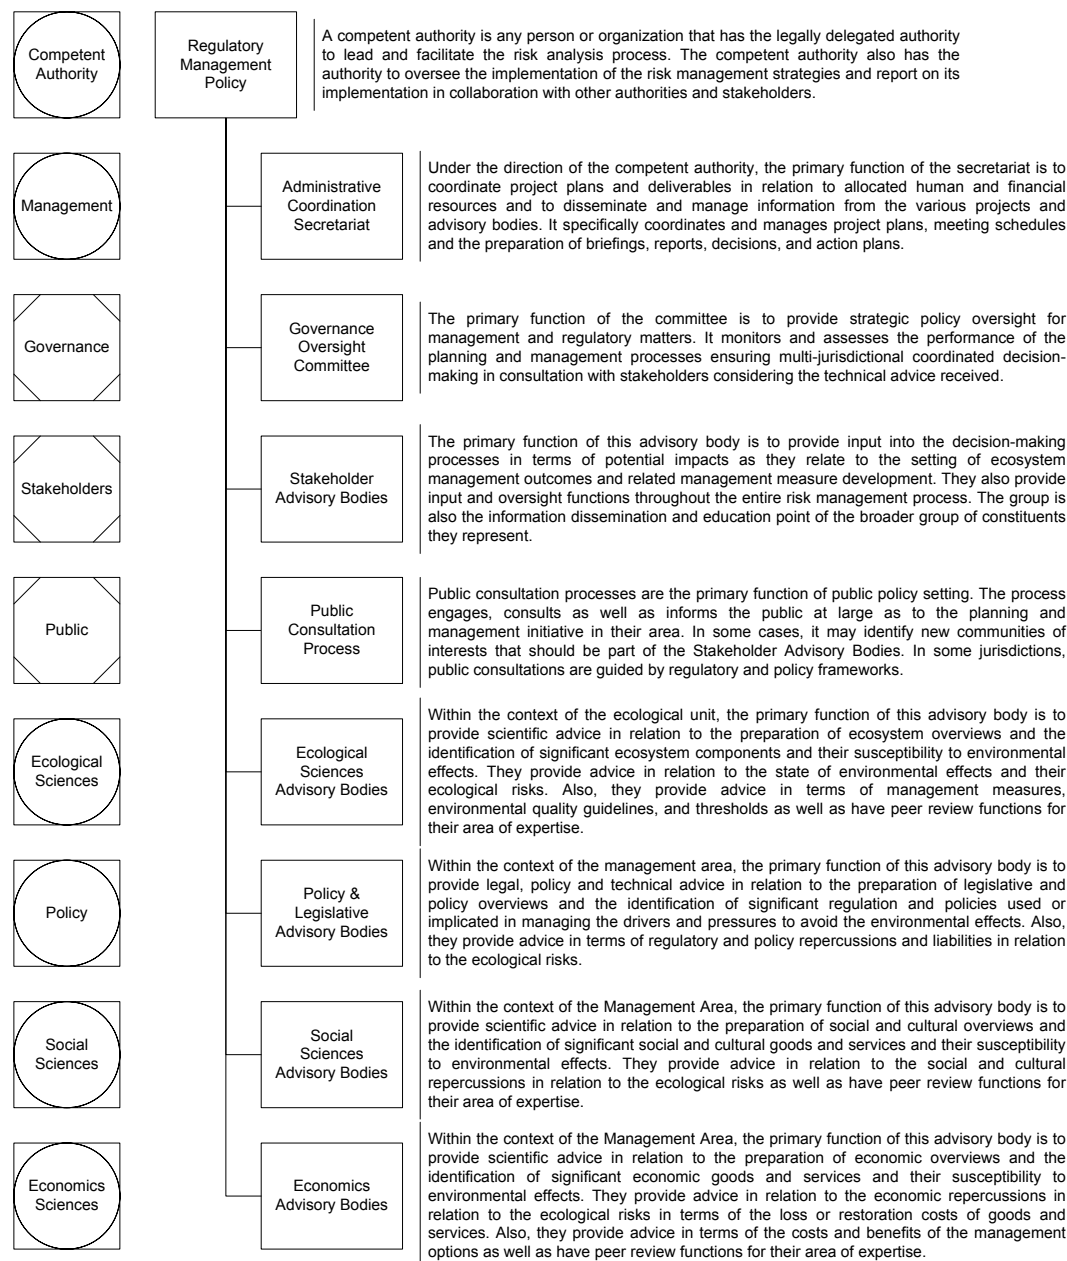 Competent
Authority
Regulatory
Management
Policy
A competent authority is any person or organization that has the legally delegated authority
to lead and facilitate the risk analysis process. The competent authority also has the
authority to oversee the implementation of the risk management strategies and report on its
implementation in collaboration with other authorities and stakeholders.
Management
Administrative
Coordination
Secretariat
Under the direction of the competent authority, the primary function of the secretariat is to
coordinate project plans and deliverables in relation to allocated human and financial
resources and to disseminate and manage information from the various projects and
advisory bodies. It specifically coordinates and manages project plans, meeting schedules
and the preparation of briefings, reports, decisions, and action plans.
Governance
Governance
Oversight
Committee
The primary function of the committee is to provide strategic policy oversight for
management and regulatory matters. It monitors and assesses the performance of the
planning and management processes ensuring multi-jurisdictional coordinated decision-
making in consultation with stakeholders considering the technical advice received.
Stakeholders
Stakeholder
Advisory Bodies
The primary function of this advisory body is to provide input into the decision-making
processes in terms of potential impacts as they relate to the setting of ecosystem
management outcomes and related management measure development. They also provide
input and oversight functions throughout the entire risk management process. The group is
also the information dissemination and education point of the broader group of constituents
they represent.
Public
Public
Consultation
Process
Public consultation processes are the primary function of public policy setting. The process
engages, consults as well as informs the public at large as to the planning and
management initiative in their area. In some cases, it may identify new communities of
interests that should be part of the Stakeholder Advisory Bodies. In some jurisdictions,
public consultations are guided by regulatory and policy frameworks.
Ecological
Sciences
Ecological
Sciences
Advisory Bodies
Within the context of the ecological unit, the primary function of this advisory body is to
provide scientific advice in relation to the preparation of ecosystem overviews and the
identification of significant ecosystem components and their susceptibility to environmental
effects. They provide advice in relation to the state of environmental effects and their
ecological risks. Also, they provide advice in terms of management measures,
environmental quality guidelines, and thresholds as well as have peer review functions for
their area of expertise.
Policy
Policy &
Legislative
Advisory Bodies
Within the context of the management area, the primary function of this advisory body is to
provide legal, policy and technical advice in relation to the preparation of legislative and
policy overviews and the identification of significant regulation and policies used or
implicated in managing the drivers and pressures to avoid the environmental effects. Also,
they provide advice in terms of regulatory and policy repercussions and liabilities in relation
to the ecological risks.
Social
Sciences
Social
Sciences
Advisory Bodies
Within the context of the Management Area, the primary function of this advisory body is to
provide scientific advice in relation to the preparation of social and cultural overviews and
the identification of significant social and cultural goods and services and their susceptibility
to environmental effects. They provide advice in relation to the social and cultural
repercussions in relation to the ecological risks as well as have peer review functions for
their area of expertise.
Economics
Sciences
Economics
Advisory Bodies
Within the context of the Management Area, the primary function of this advisory body is to
provide scientific advice in relation to the preparation of economic overviews and the
identification of significant economic goods and services and their susceptibility to
environmental effects. They provide advice in relation to the economic repercussions in
relation to the ecological risks in terms of the loss or restoration costs of goods and
services. Also, they provide advice in terms of the costs and benefits of the management
options as well as have peer review functions for their area of expertise.